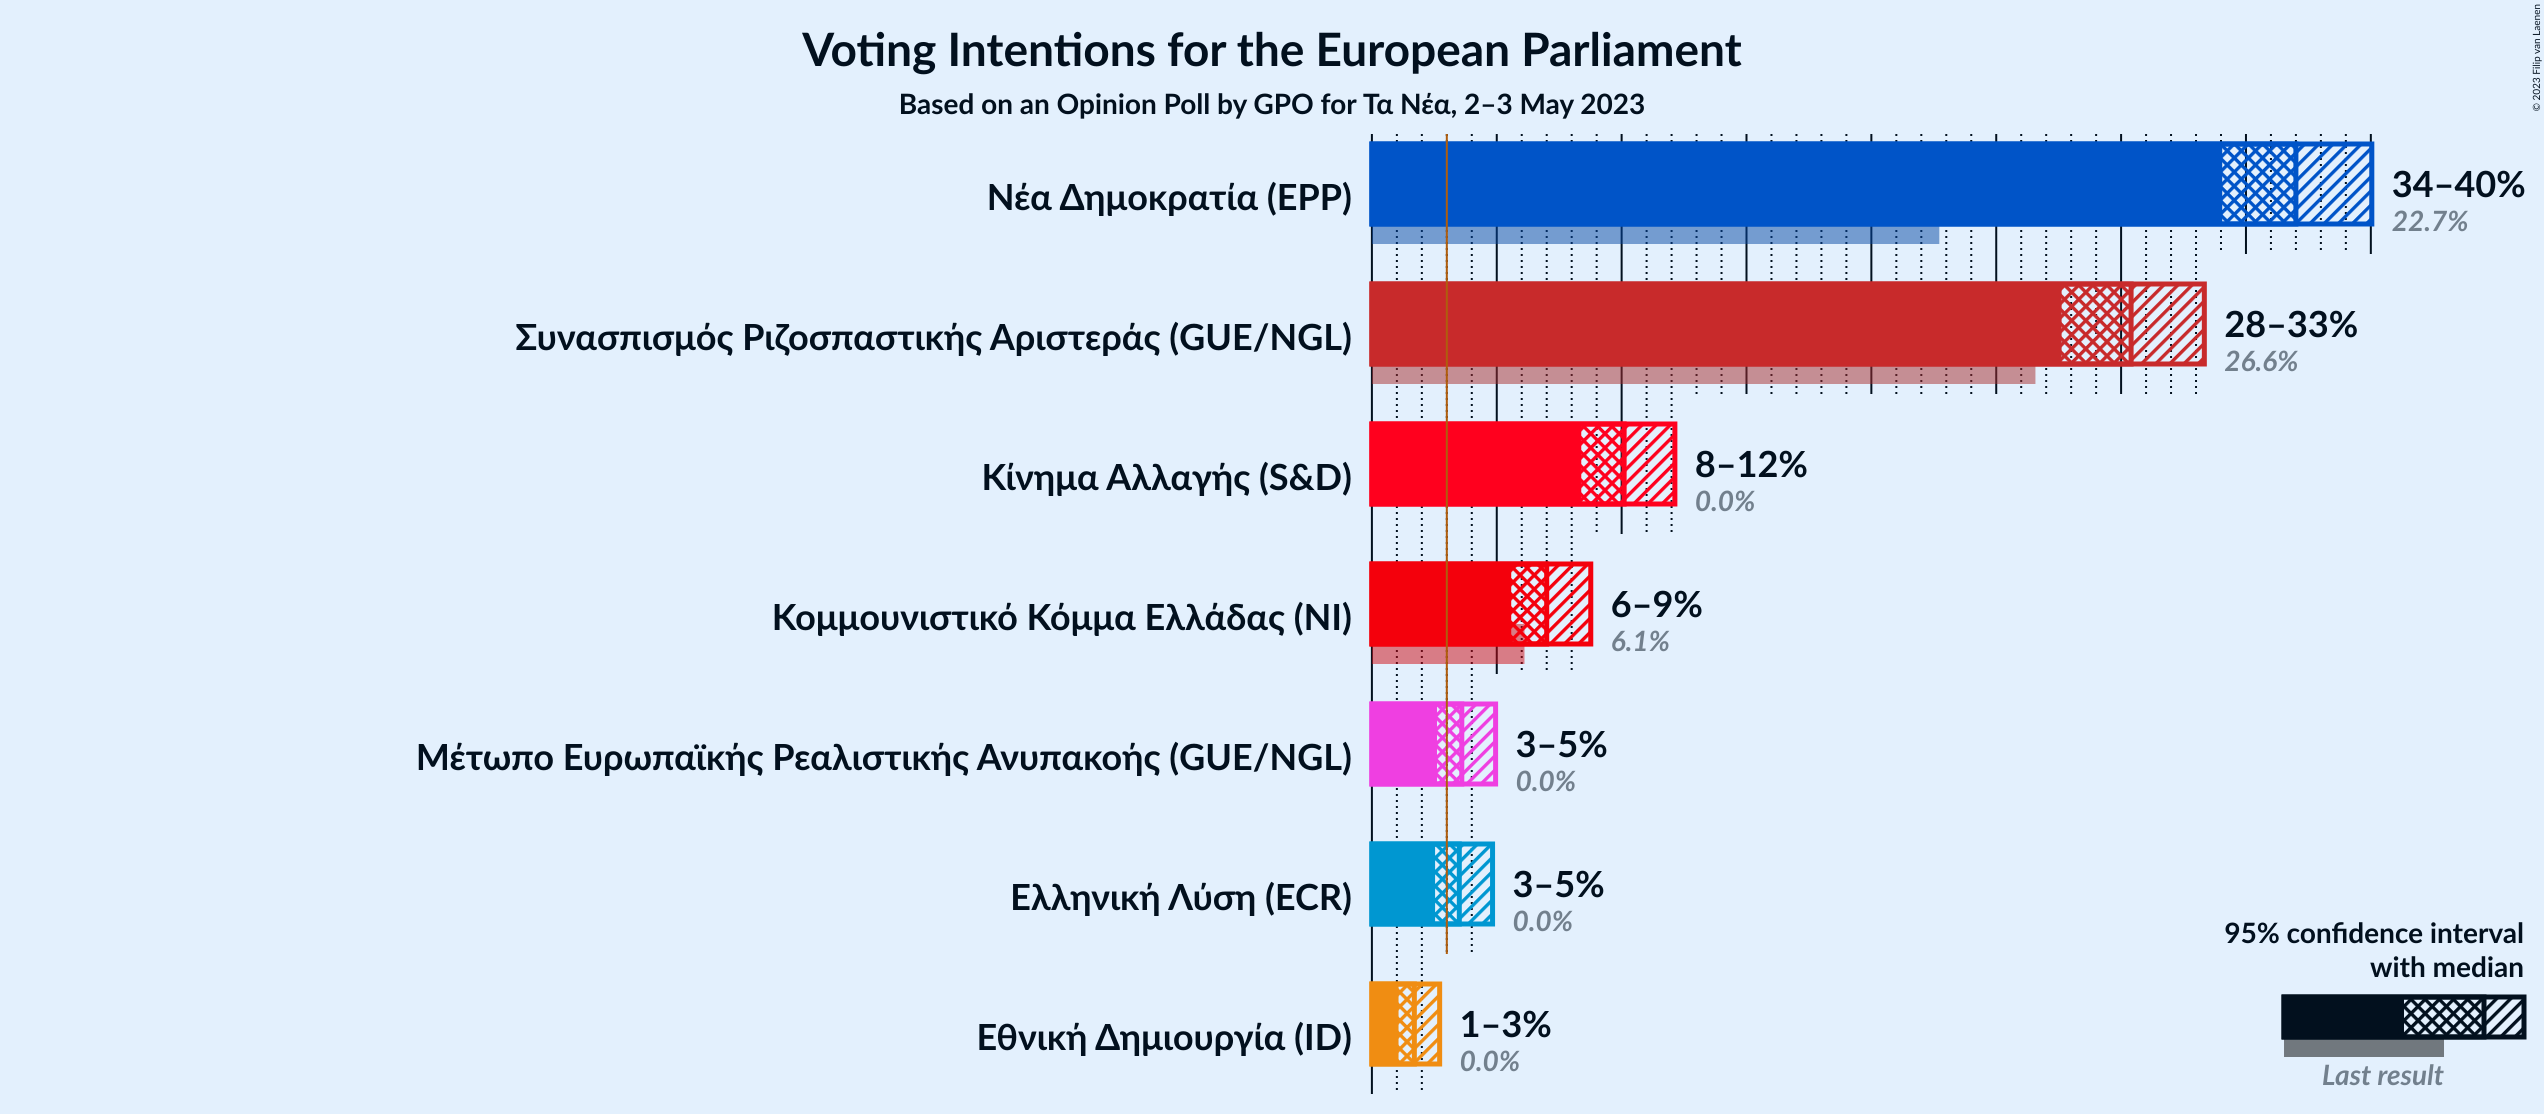 Voting Intentions for the European Parliament
Based on an Opinion Poll by GPO for Τα Νέα, 2–3 May 2023
© 2023 Filip van Laenen
Νέα Δημοκρατία (EPP)
34–40%
22.7%
Συνασπισμός Ριζοσπαστικής Αριστεράς (GUE/NGL)
28–33%
26.6%
Κίνημα Αλλαγής (S&D)
8–12%
0.0%
Κομμουνιστικό Κόμμα Ελλάδας (NI)
6–9%
6.1%
Μέτωπο Ευρωπαϊκής Ρεαλιστικής Ανυπακοής (GUE/NGL)
3–5%
0.0%
Ελληνική Λύση (ECR)
3–5%
0.0%
Εθνική Δημιουργία (ID)
1–3%
0.0%
95% confidence interval
with median
Last result